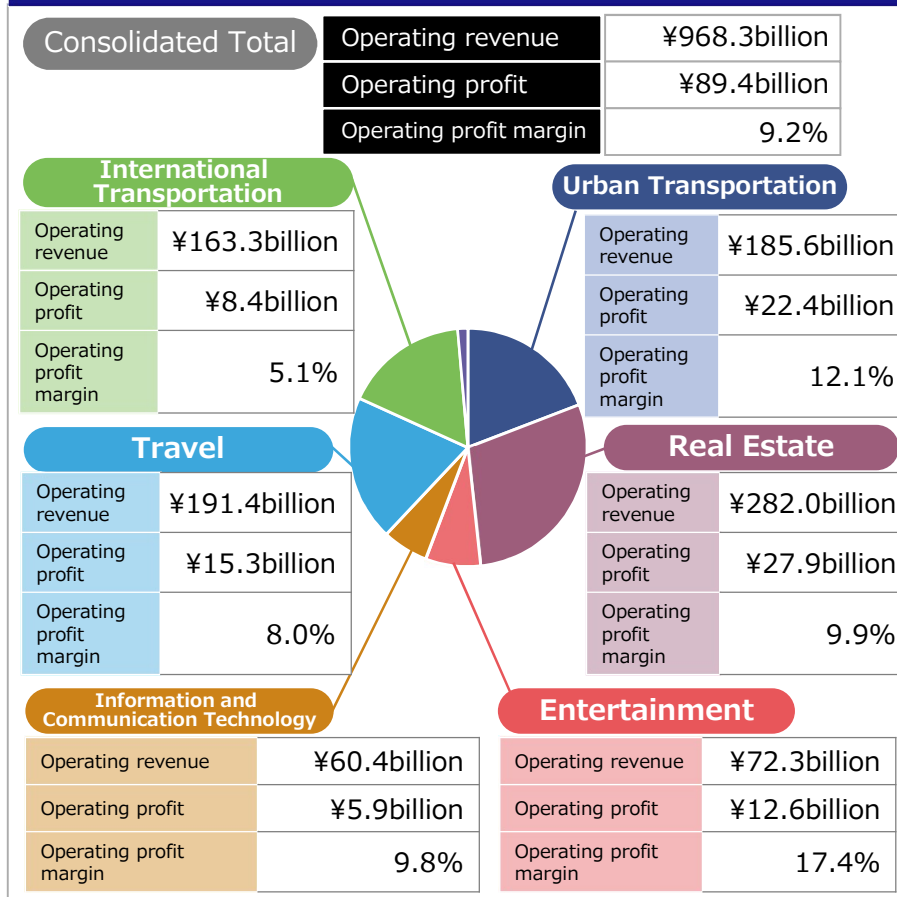 Consolidated Total
Operating revenue ¥968.3billion
Operating profit ¥89.4billion
Operating profit margin 9.2%
International
Transportation
Operating
revenue
¥163.3billion
Operating
profit
¥8.4billion
Operating
profit
margin
5.1%
Urban Transportation
Operating
revenue
¥185.6billion
Operating
profit
¥22.4billion
Operating
profit
margin
12.1%
Travel
Operating
revenue
¥191.4billion
Operating
profit
¥15.3billion
Operating
profit
margin
8.0%
Real Estate
Operating
revenue
¥282.0billion
Operating
profit
¥27.9billion
Operating
profit
margin
9.9%
Information and
Communication Technology
Operating revenue ¥60.4billion
Operating profit ¥5.9billion
Operating profit
margin
9.8%
Entertainment
Operating revenue ¥72.3billion
Operating profit ¥12.6billion
Operating profit
margin
17.4%